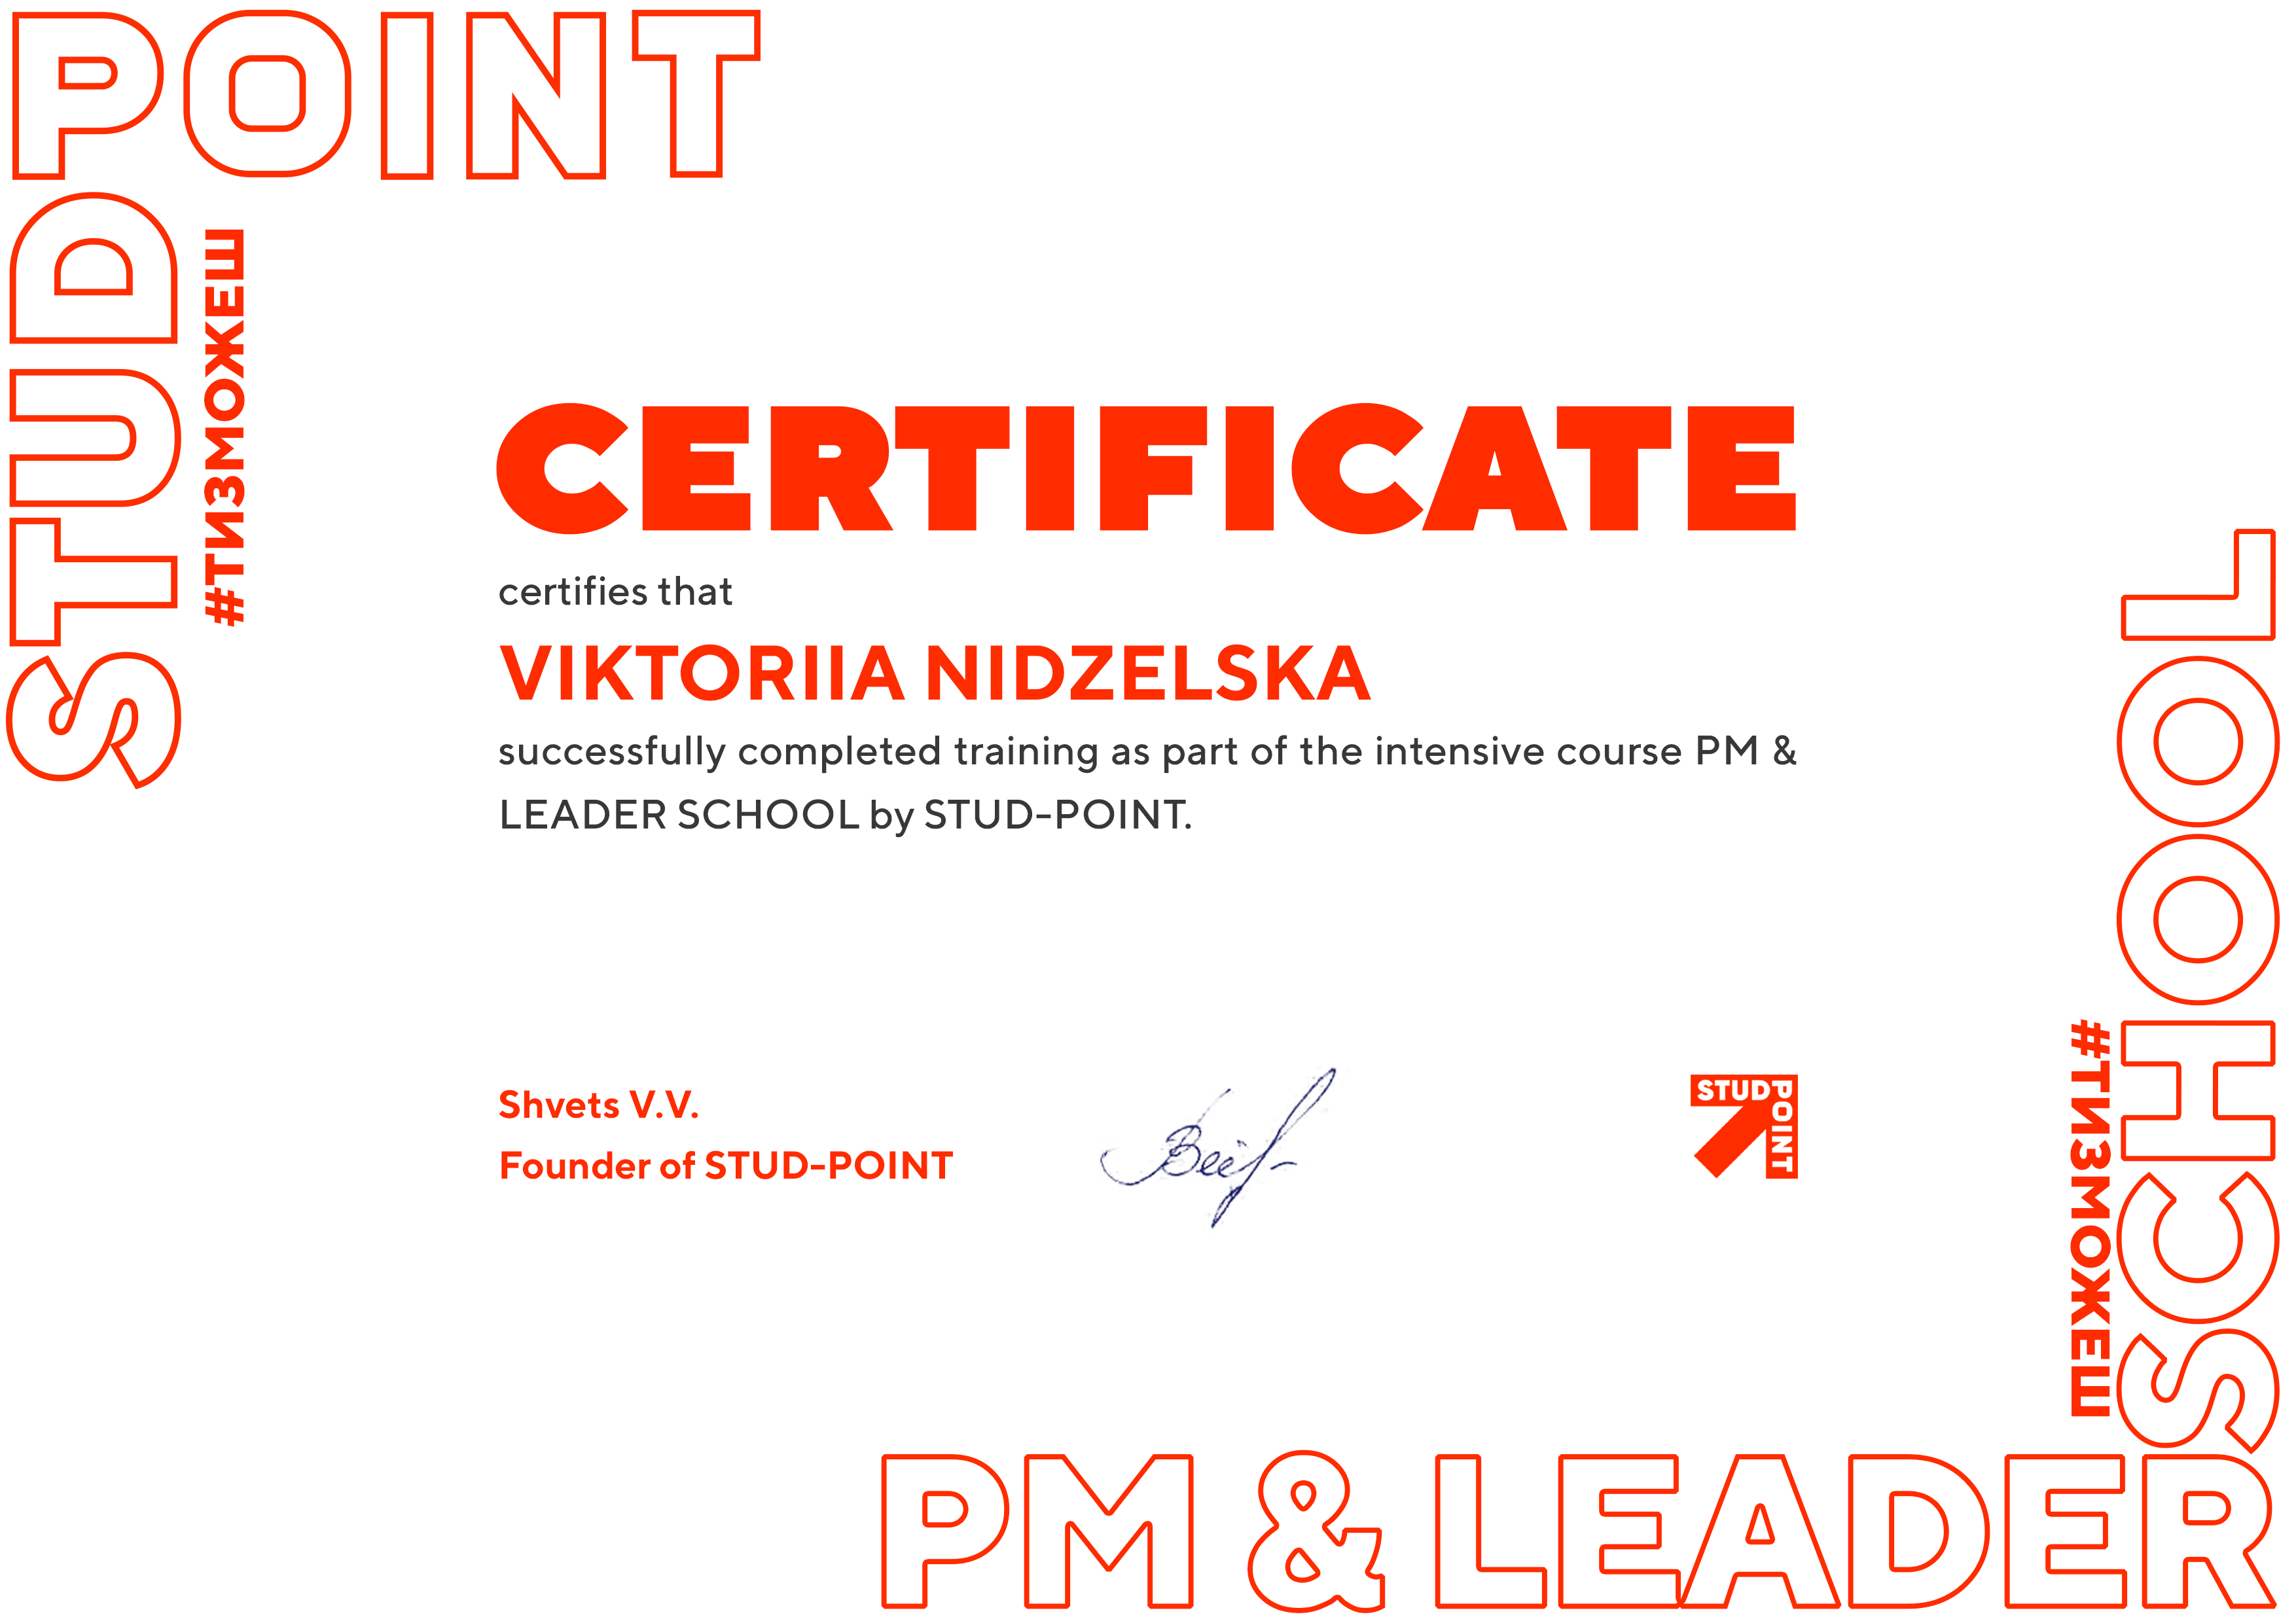 POINT
STUD
#ТИЗМОЖЕШ
CERTIFICATE
certifies that
VIKTORIIA NIDZELSKA
successfully completed training as part of the intensive course PM &
LEADER SCHOOL by STUD-POINT.
Shvets V.V.
Founder of STUD-POINT
STUD
POINT
#ТИЗМОЖЕШ
SCHOOL
PM & LEADER